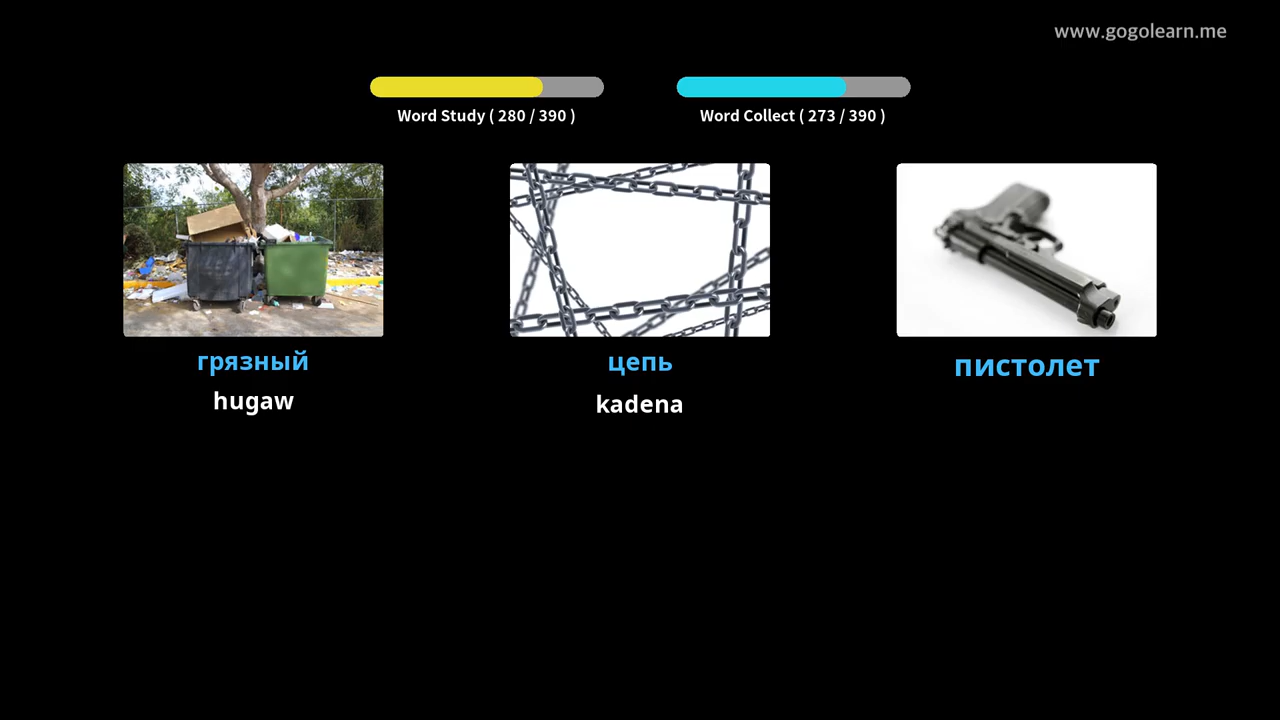 www.gogolearn.me
Word Study ( 280 / 390 )
Word Collect ( 273 / 390 )
грязный
hugaw
цепь
kadena
пистолет